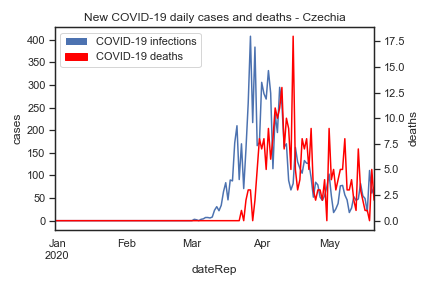 New COVID-19 daily cases and deaths - Czechia
COVID-19 infections
COVID-19 deaths
400
350
300
250
200
150
100
50
0
cases
17.5
15.0
12.5
10.0
7.5
5.0
2.5
0.0
deaths
Jan Feb Mar Apr May
2020
dateRep